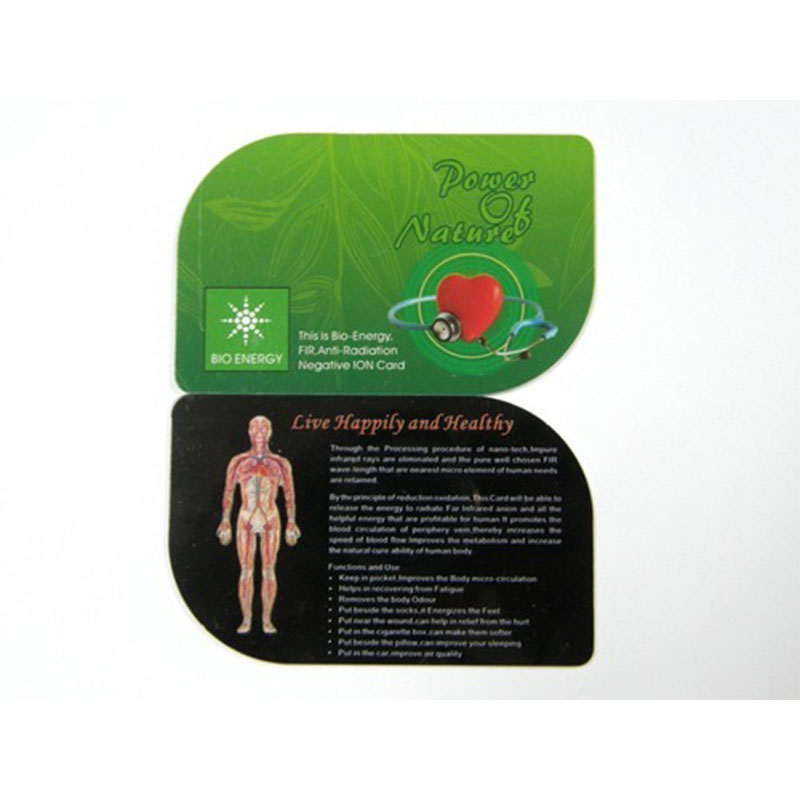 Power
Of
Nature
BIO ENERGY
This is Bio-Energy,
FIR,Anti-Radiation
Negative ION Card
Live Happily and Healthy
Through the Processing procedure of nano-tech,Impure
infrared rays are eliminated and the pure well chosen FIR
wave-length that are nearest micro element of human needs
are retained.
By the principle of reduction oxidation, This Card will be able to
release the energy to radiate Far Infrared anion and all the
helpful energy that are profitable for human It promotes the
blood circulation of periphery vein,thereby increases the
speed of blood flow Improves the metabolism and increase
the natural cure ability of human body.
Functions and Use
• Keep in pocket,Improves the Body micro-circulation
• Helps in recovering from Fatigue
• Removes the body Odour
• Put beside the socks,it Energizes the Feet
• Put near the wound,can help in relief from the hurt
• Put in the cigarette box,can make them softer
• Put beside the pillow,can improve your sleeping
• Put in the car,improve air quality